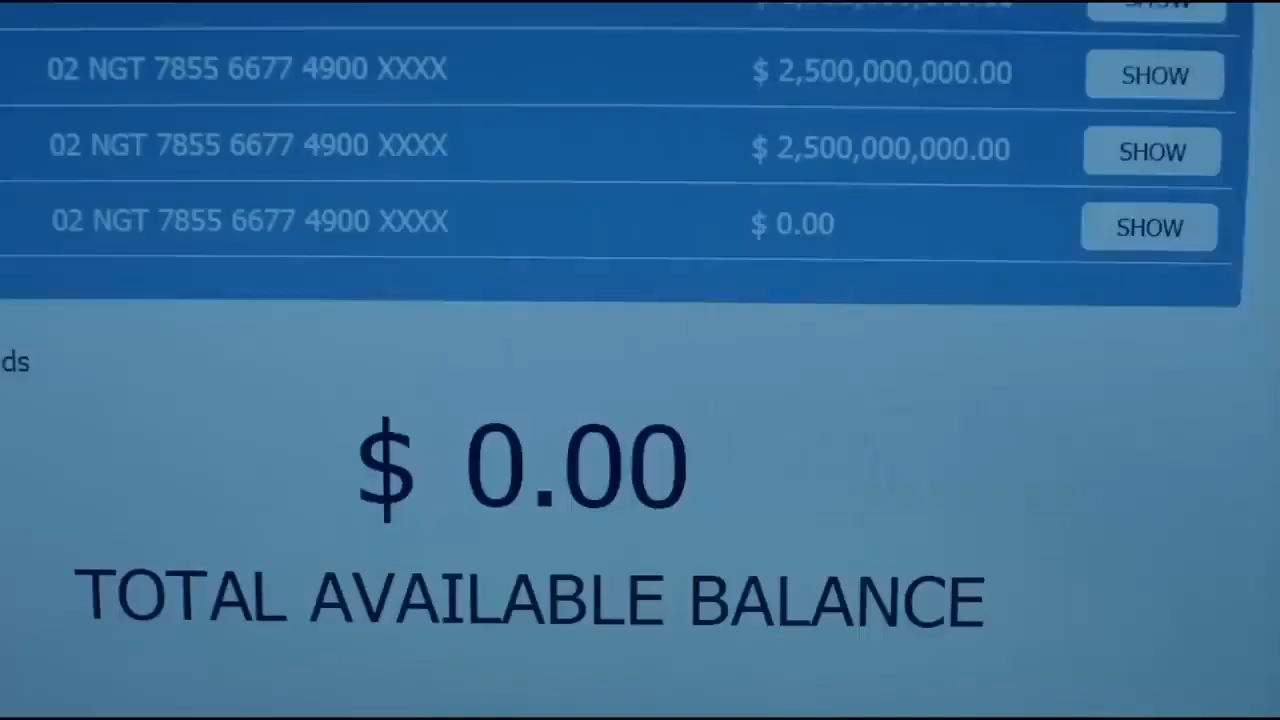 02 NGT 7855 6677 4900 XXXX $ 2,500,000,000.00 SHOW
02 NGT 7855 6677 4900 XXXX $ 2,500,000,000.00 SHOW
02 NGT 7855 6677 4900 XXXX $ 0.00 SHOW
ds
$ 0.00
TOTAL AVAILABLE BALANCE